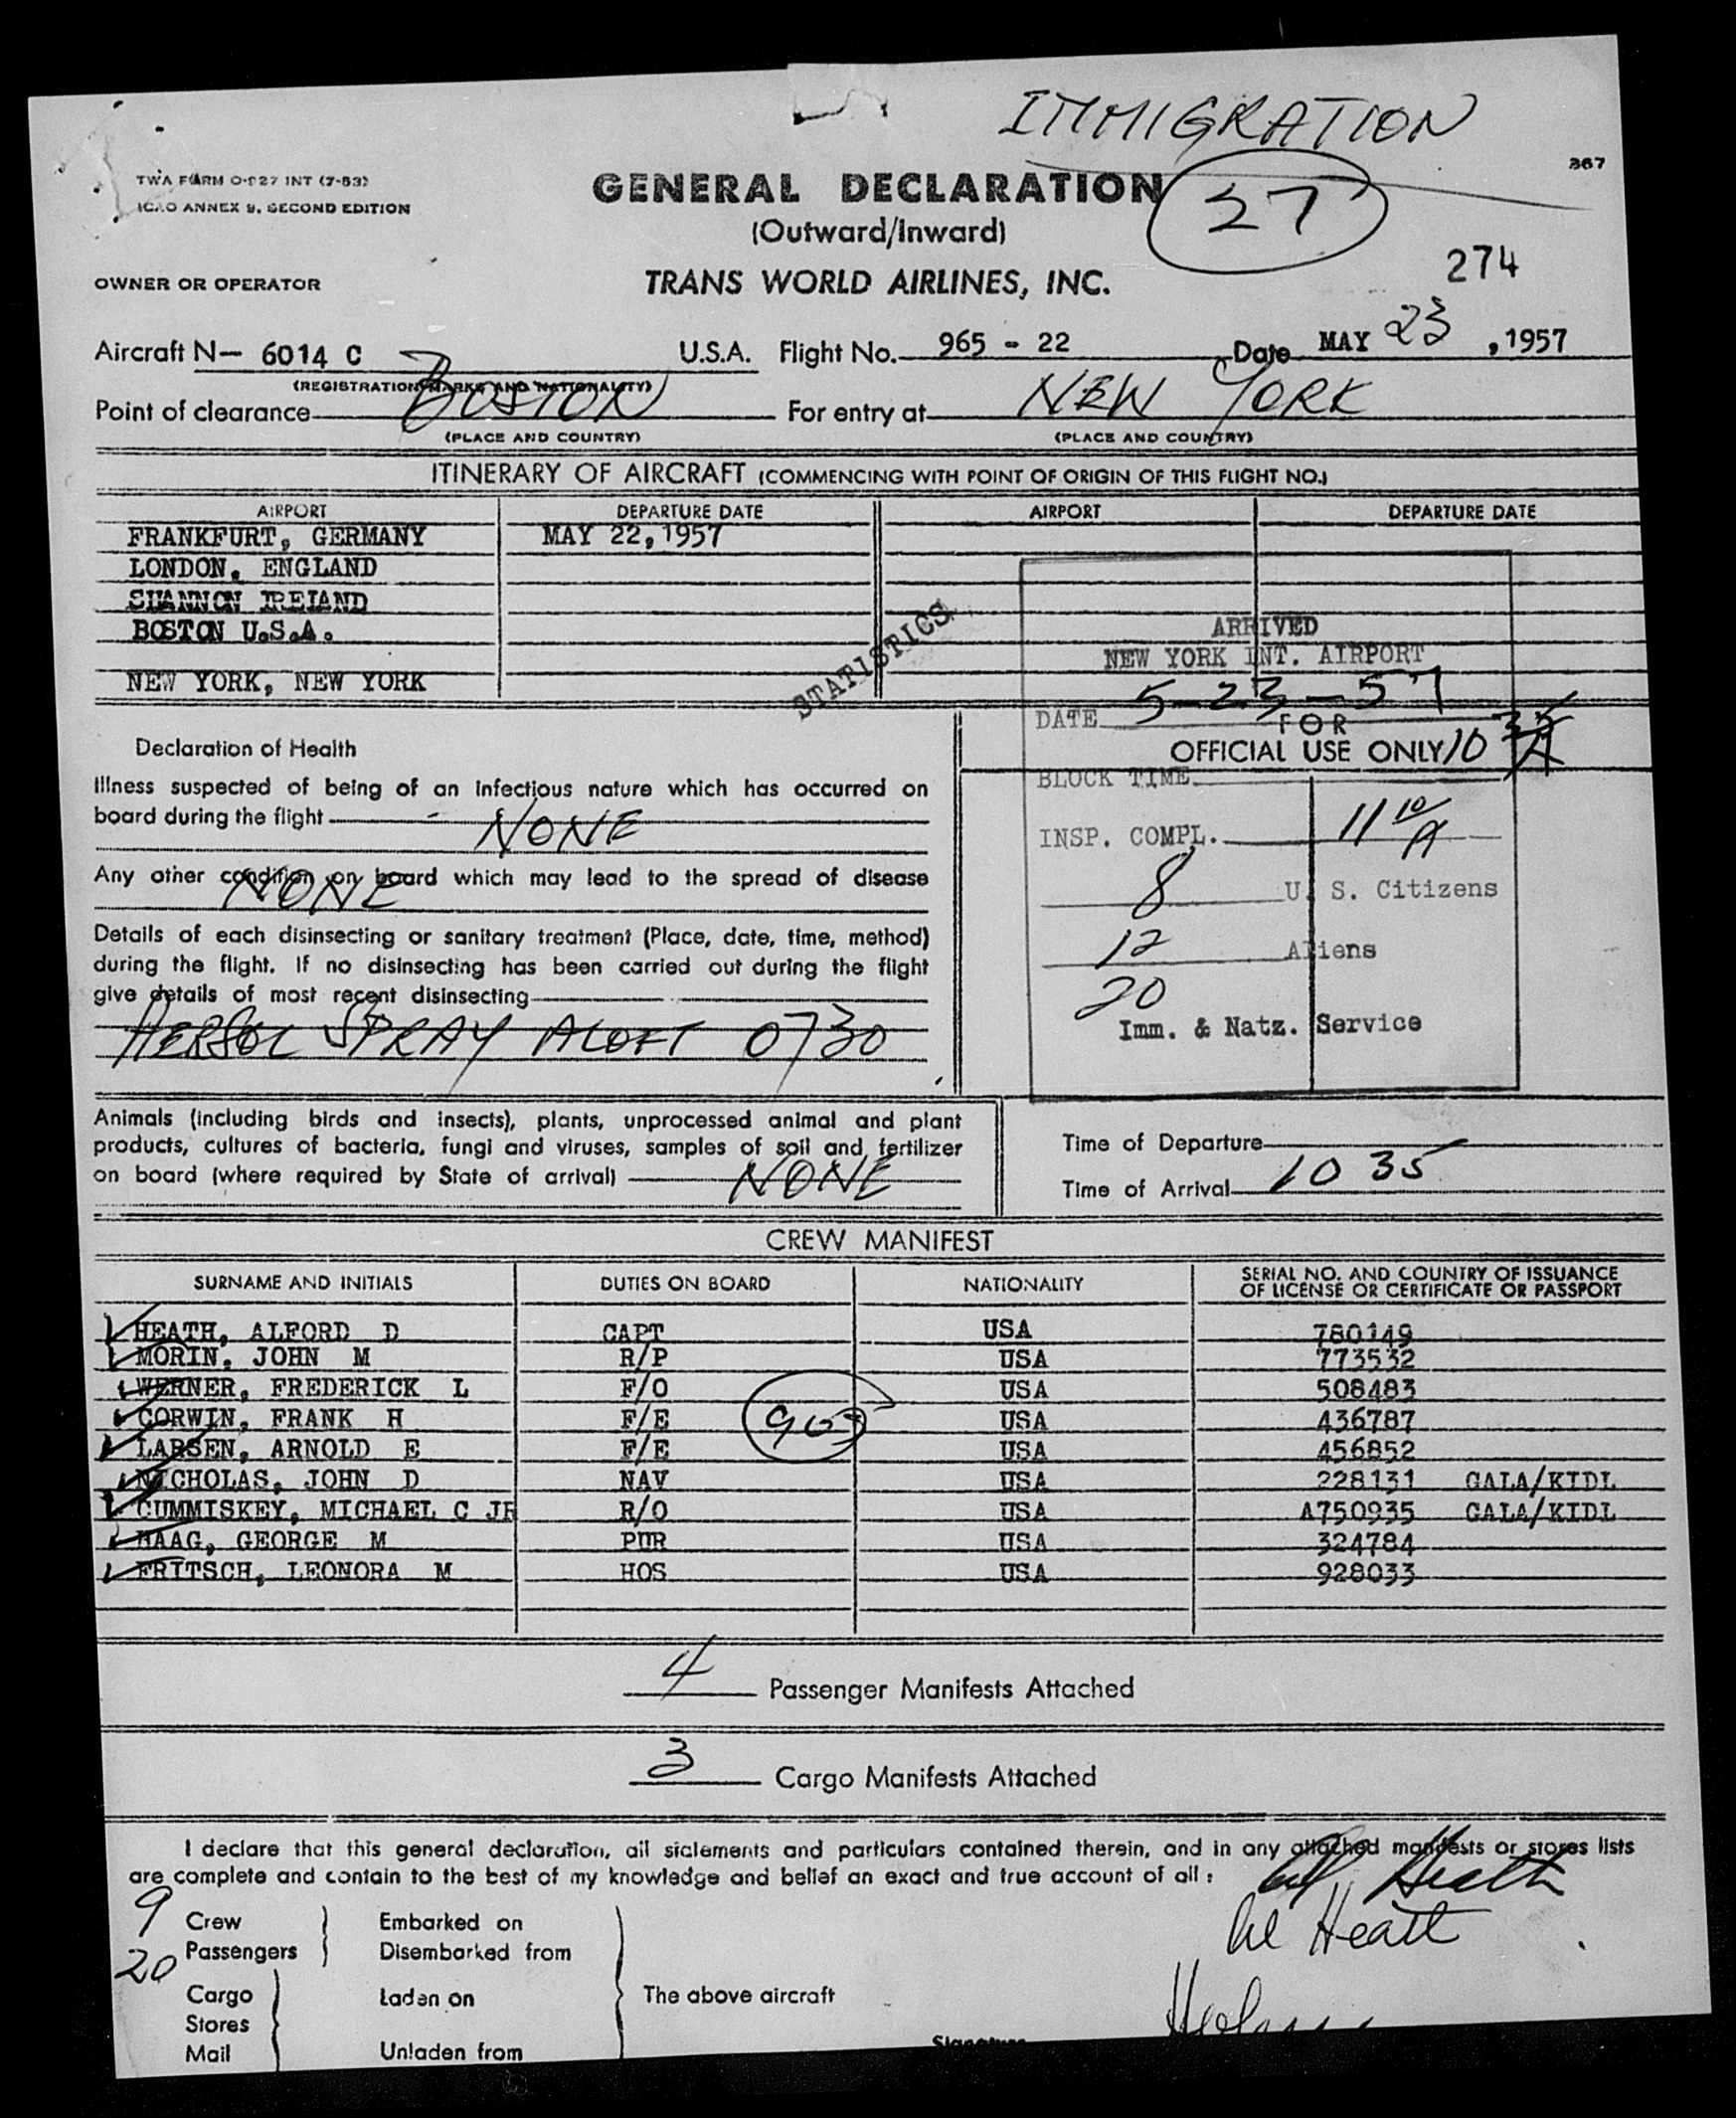 IMMIGRATION
367
TWA FORM O-927 INT (7-53)
ICAO ANNEX 9, SECOND EDITION
GENERAL DECLARATION
27
(Outward/Inward)
274
OWNER OR OPERATOR
TRANS WORLD AIRLINES, INC.
Aircraft N— 6014 C U.S.A. Flight No. 965 - 22 Date MAY 23, 1957
(REGISTRATION MARKS AND NATIONALITY)
Point of clearance BOSTON For entry at NEW YORK
(PLACE AND COUNTRY) (PLACE AND COUNTRY)
ITINERARY OF AIRCRAFT (COMMENCING WITH POINT OF ORIGIN OF THIS FLIGHT NO.)
AIRPORT DEPARTURE DATE AIRPORT DEPARTURE DATE
FRANKFURT, GERMANY MAY 22, 1957
LONDON, ENGLAND
SHANNON IRELAND
BOSTON U.S.A.
NEW YORK, NEW YORK
STATISTICS
ARRIVED
NEW YORK INT. AIRPORT
DATE 5-23-57
FOR
OFFICIAL USE ONLY
BLOCK TIME 10 35 A
INSP. COMPL. 11 10 A
8 U. S. Citizens
12 Aliens
20
Imm. & Natz. Service
Declaration of Health
Illness suspected of being of an infectious nature which has occurred on
board during the flight - NONE
Any other condition on board which may lead to the spread of disease
NONE
Details of each disinsecting or sanitary treatment (Place, date, time, method)
during the flight. If no disinsecting has been carried out during the flight
give details of most recent disinsecting
AERSOL SPRAY ALOFT 0730
Animals (including birds and insects), plants, unprocessed animal and plant
products, cultures of bacteria, fungi and viruses, samples of soil and fertilizer
on board (where required by State of arrival) NONE
Time of Departure
Time of Arrival 10 35
CREW MANIFEST
SURNAME AND INITIALS DUTIES ON BOARD NATIONALITY SERIAL NO. AND COUNTRY OF ISSUANCE
OF LICENSE OR CERTIFICATE OR PASSPORT
HEATH, ALFORD D CAPT USA 780149
MORIN, JOHN M R/P USA 773532
WERNER, FREDERICK L F/O USA 508483
CORWIN, FRANK H F/E USA 436787
903
LARSEN, ARNOLD E F/E USA 456852
NICHOLAS, JOHN D NAV USA 228131 GALA/KIDL
CUMMISKEY, MICHAEL C JR R/O USA A750935 GALA/KIDL
HAAG, GEORGE M PUR USA 324784
FRITSCH, LEONORA M HOS USA 928033
4 Passenger Manifests Attached
3 Cargo Manifests Attached
I declare that this general declaration, all statements and particulars contained therein, and in any attached manifests or stores lists
are complete and contain to the best of my knowledge and belief an exact and true account of all :
Al Heath
Al Heath
9 Crew Embarked on
20 Passengers Disembarked from
Cargo Laden on The above aircraft
Stores
Signature
Mail Unladen from